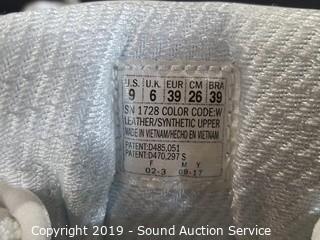 U.S. U.K. EUR CM BRA
9 6 39 26 39
SN 1728 COLOR CODE:W
LEATHER/SYNTHETIC UPPER
MADE IN VIETNAM/HECHO EN VIETNAM
PATENT:D485,051
PATENT:D470,297 S
F M Y
02-3 09-17
Copyright 2019 - Sound Auction Service